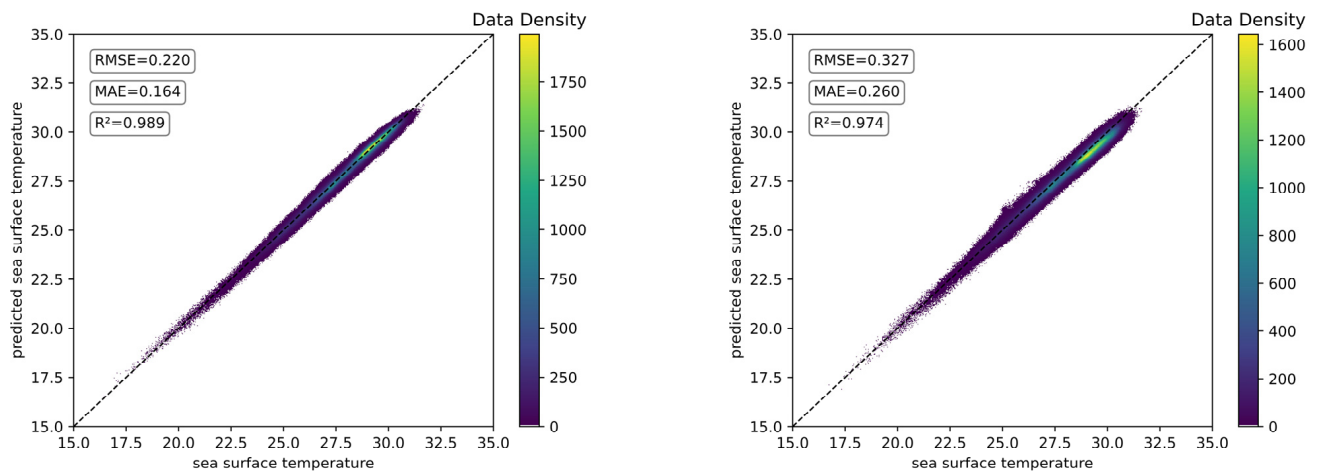 Data Density
35.0
32.5
30.0
27.5
25.0
22.5
20.0
17.5
15.0
predicted sea surface temperature
RMSE=0.220
MAE=0.164
R²=0.989
15.0 17.5 20.0 22.5 25.0 27.5 30.0 32.5 35.0
sea surface temperature
1750
1500
1250
1000
750
500
250
0
Data Density
35.0
32.5
30.0
27.5
25.0
22.5
20.0
17.5
15.0
predicted sea surface temperature
RMSE=0.327
MAE=0.260
R²=0.974
15.0 17.5 20.0 22.5 25.0 27.5 30.0 32.5 35.0
sea surface temperature
1600
1400
1200
1000
800
600
400
200
0